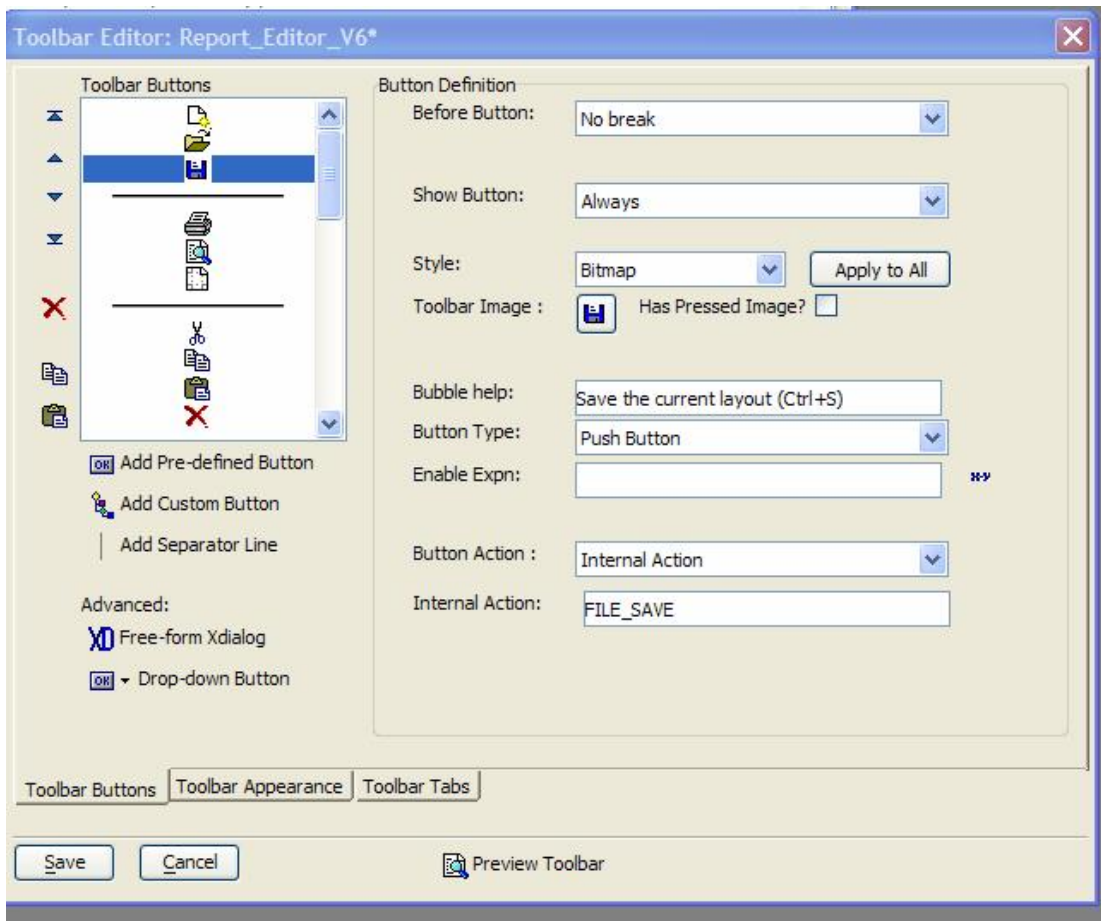 Toolbar Editor: Report_Editor_V6*
Toolbar Buttons
Button Definition
Before Button:
No break
Show Button:
Always
Style:
Bitmap
Apply to All
Toolbar Image :
Has Pressed Image?
Bubble help:
Save the current layout (Ctrl+S)
Button Type:
Push Button
Enable Expn:
x-y
OK Add Pre-defined Button
Add Custom Button
Add Separator Line
Button Action :
Internal Action
Internal Action:
FILE_SAVE
Advanced:
XD Free-form Xdialog
OK Drop-down Button
Toolbar Buttons
Toolbar Appearance
Toolbar Tabs
Save
Cancel
Preview Toolbar